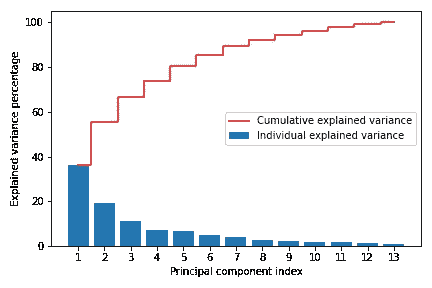 100
80
60
40
20
0
Explained variance percentage
Cumulative explained variance
Individual explained variance
1 2 3 4 5 6 7 8 9 10 11 12 13
Principal component index